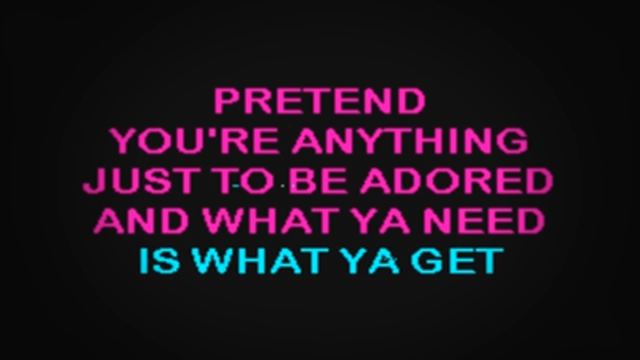 PRETEND
YOU'RE ANYTHING
JUST TO BE ADORED
AND WHAT YA NEED
IS WHAT YA GET